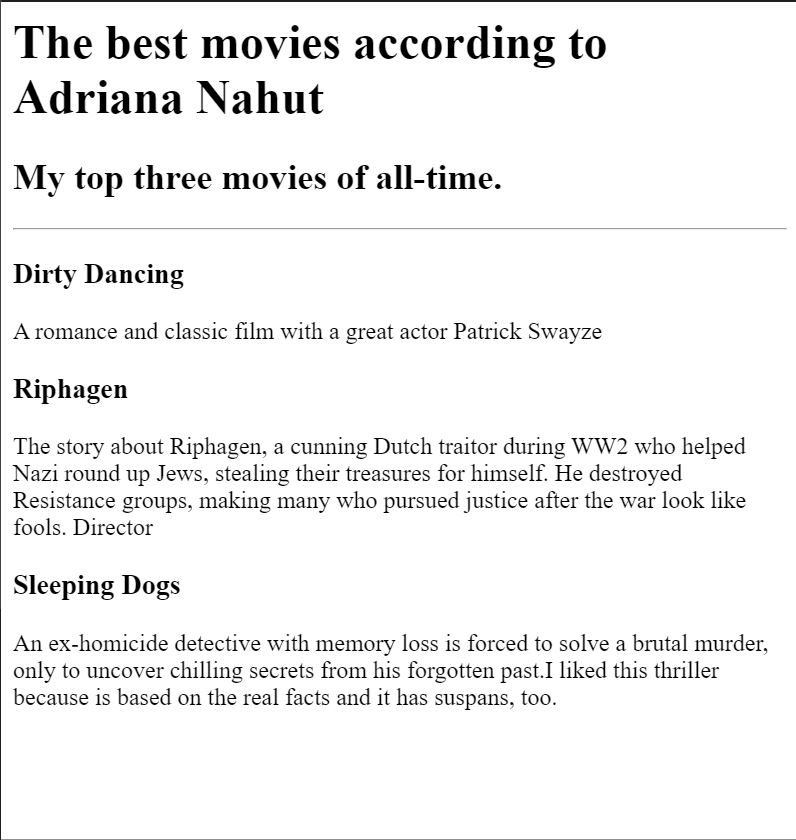 The best movies according to
Adriana Nahut
My top three movies of all-time.
Dirty Dancing
A romance and classic film with a great actor Patrick Swayze
Riphagen
The story about Riphagen, a cunning Dutch traitor during WW2 who helped
Nazi round up Jews, stealing their treasures for himself. He destroyed
Resistance groups, making many who pursued justice after the war look like
fools. Director
Sleeping Dogs
An ex-homicide detective with memory loss is forced to solve a brutal murder,
only to uncover chilling secrets from his forgotten past.I liked this thriller
because is based on the real facts and it has suspans, too.